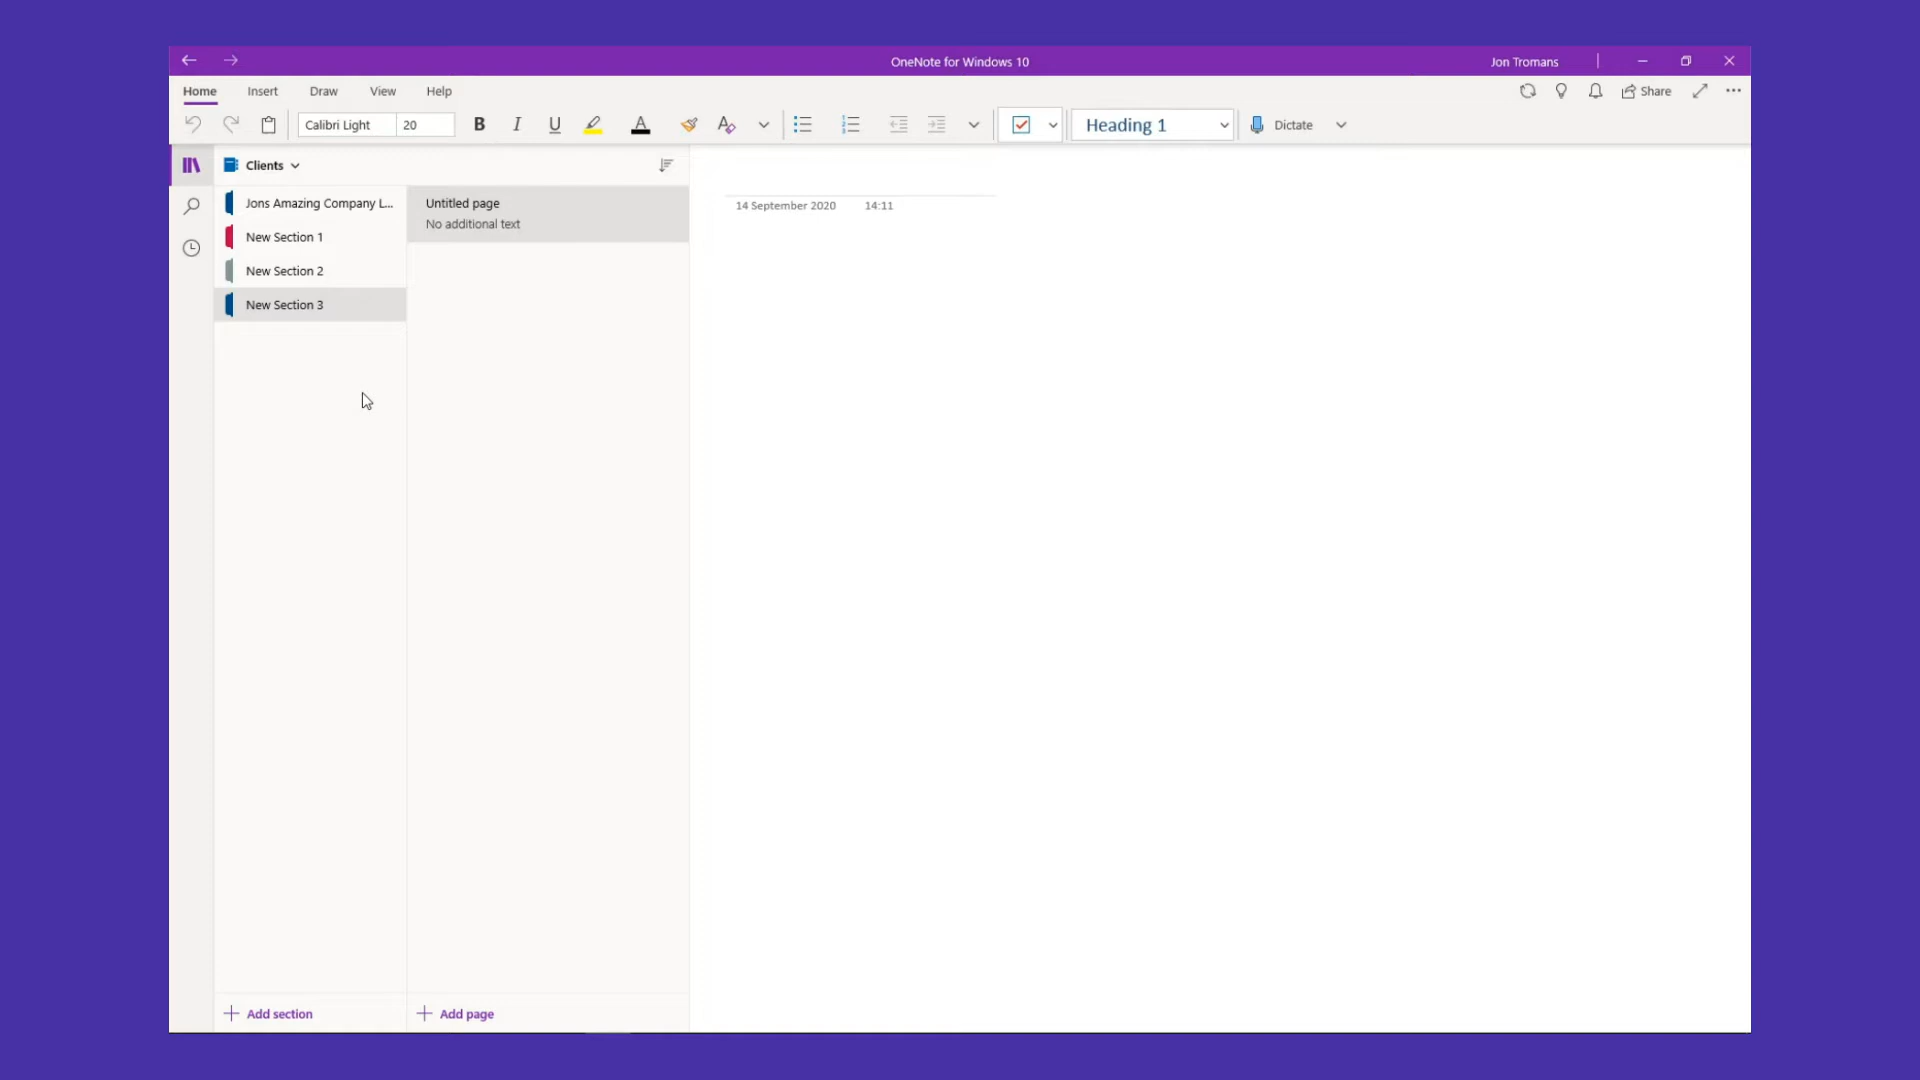 OneNote for Windows 10
Jon Tromans
Home Insert Draw View Help
Share
Calibri Light 20 B I U A A Heading 1 Dictate
Clients
Jons Amazing Company L...
New Section 1
New Section 2
New Section 3
Untitled page
No additional text
14 September 2020 14:11
Add section
Add page